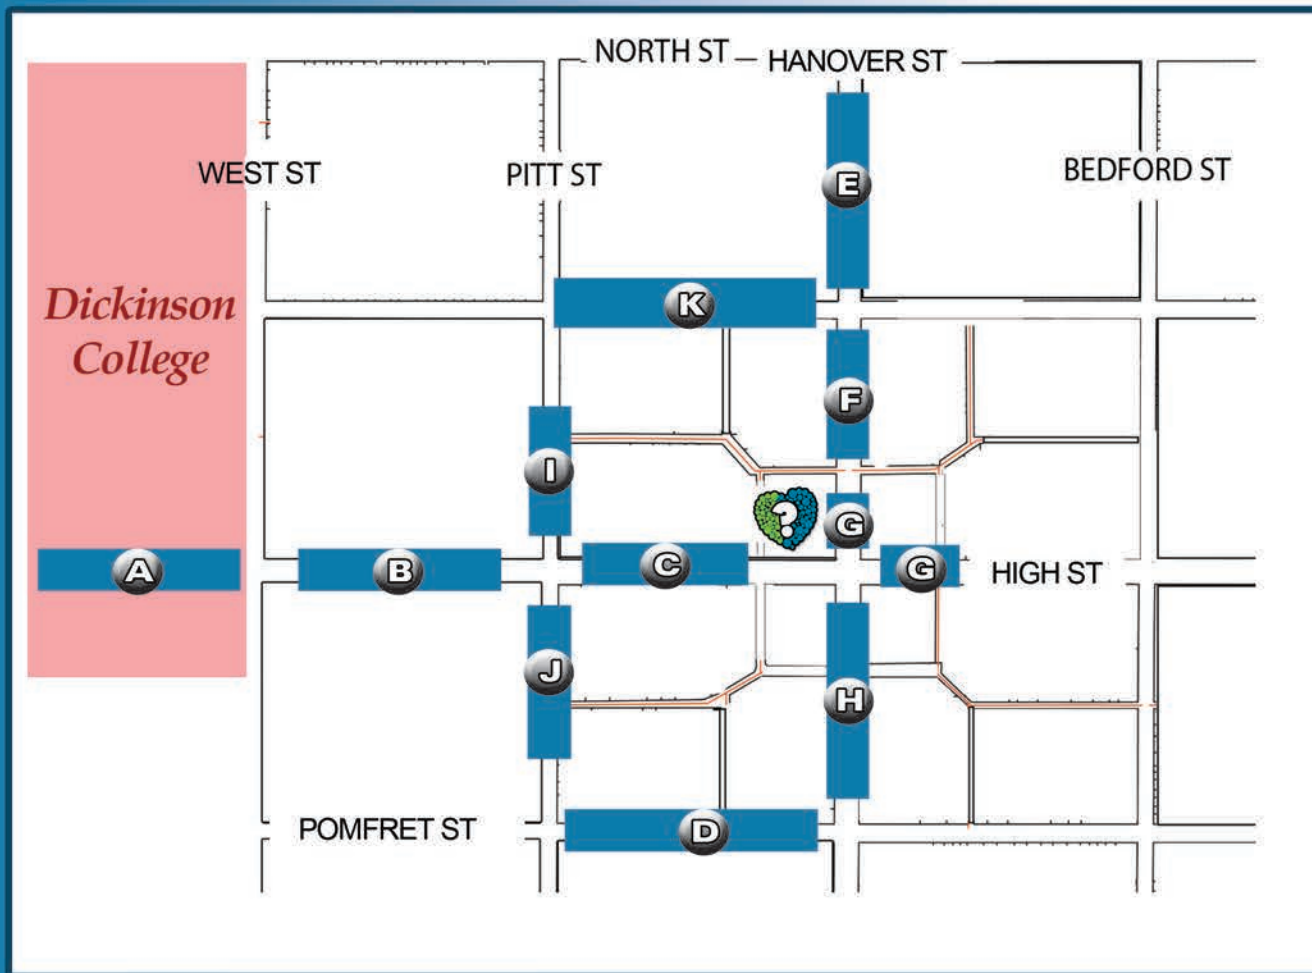 NORTH ST
HANOVER ST
WEST ST
PITT ST
BEDFORD ST
E
Dickinson
College
K
F
I
?
G
A
B
C
G
HIGH ST
J
H
POMFRET ST
D